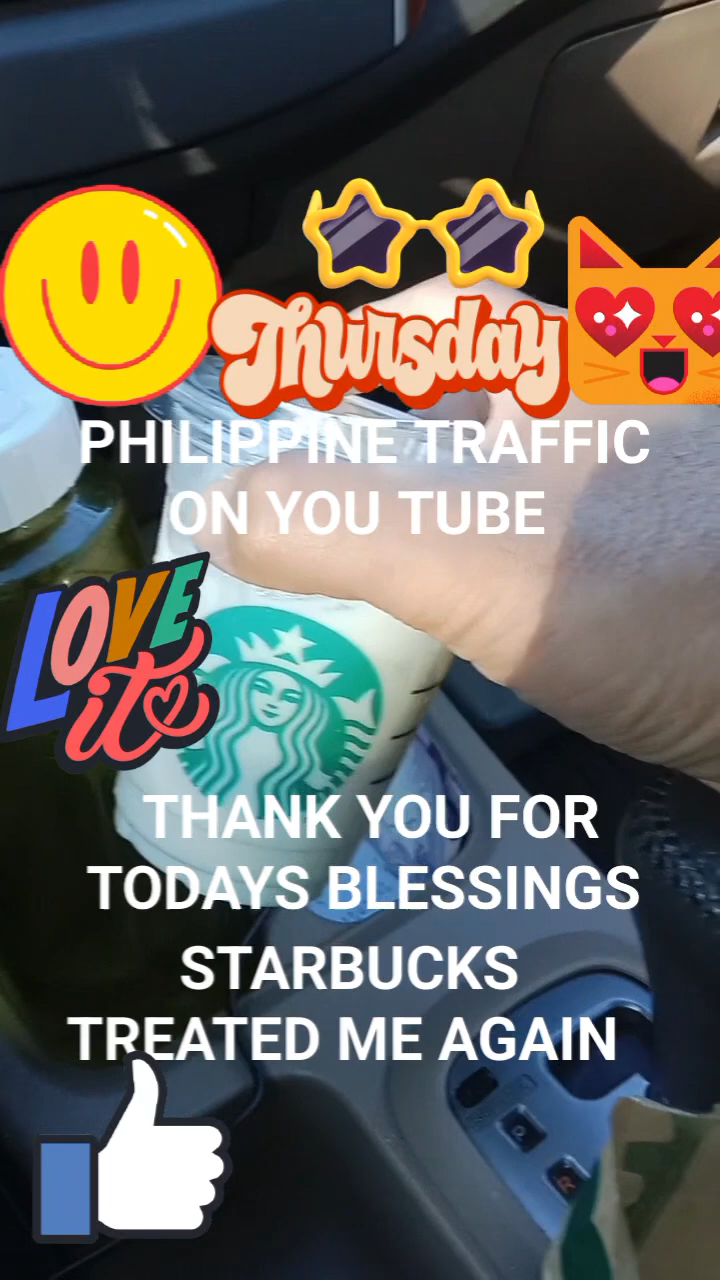 Thursday
PHILIPPINE TRAFFIC
ON YOU TUBE
LOVE
it
THANK YOU FOR
TODAYS BLESSINGS
STARBUCKS
TREATED ME AGAIN
R